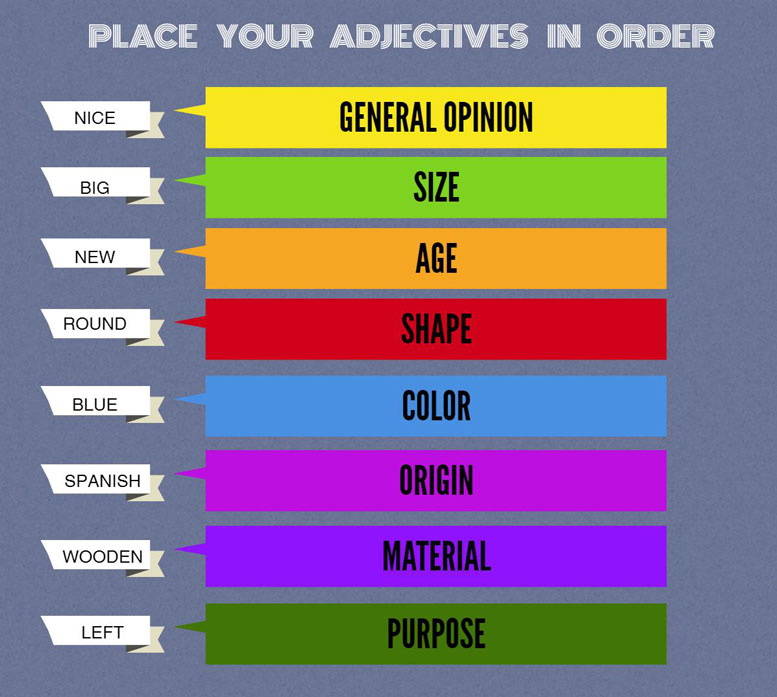 PLACE YOUR ADJECTIVES IN ORDER
NICE
GENERAL OPINION
BIG
SIZE
NEW
AGE
ROUND
SHAPE
BLUE
COLOR
SPANISH
ORIGIN
WOODEN
MATERIAL
LEFT
PURPOSE